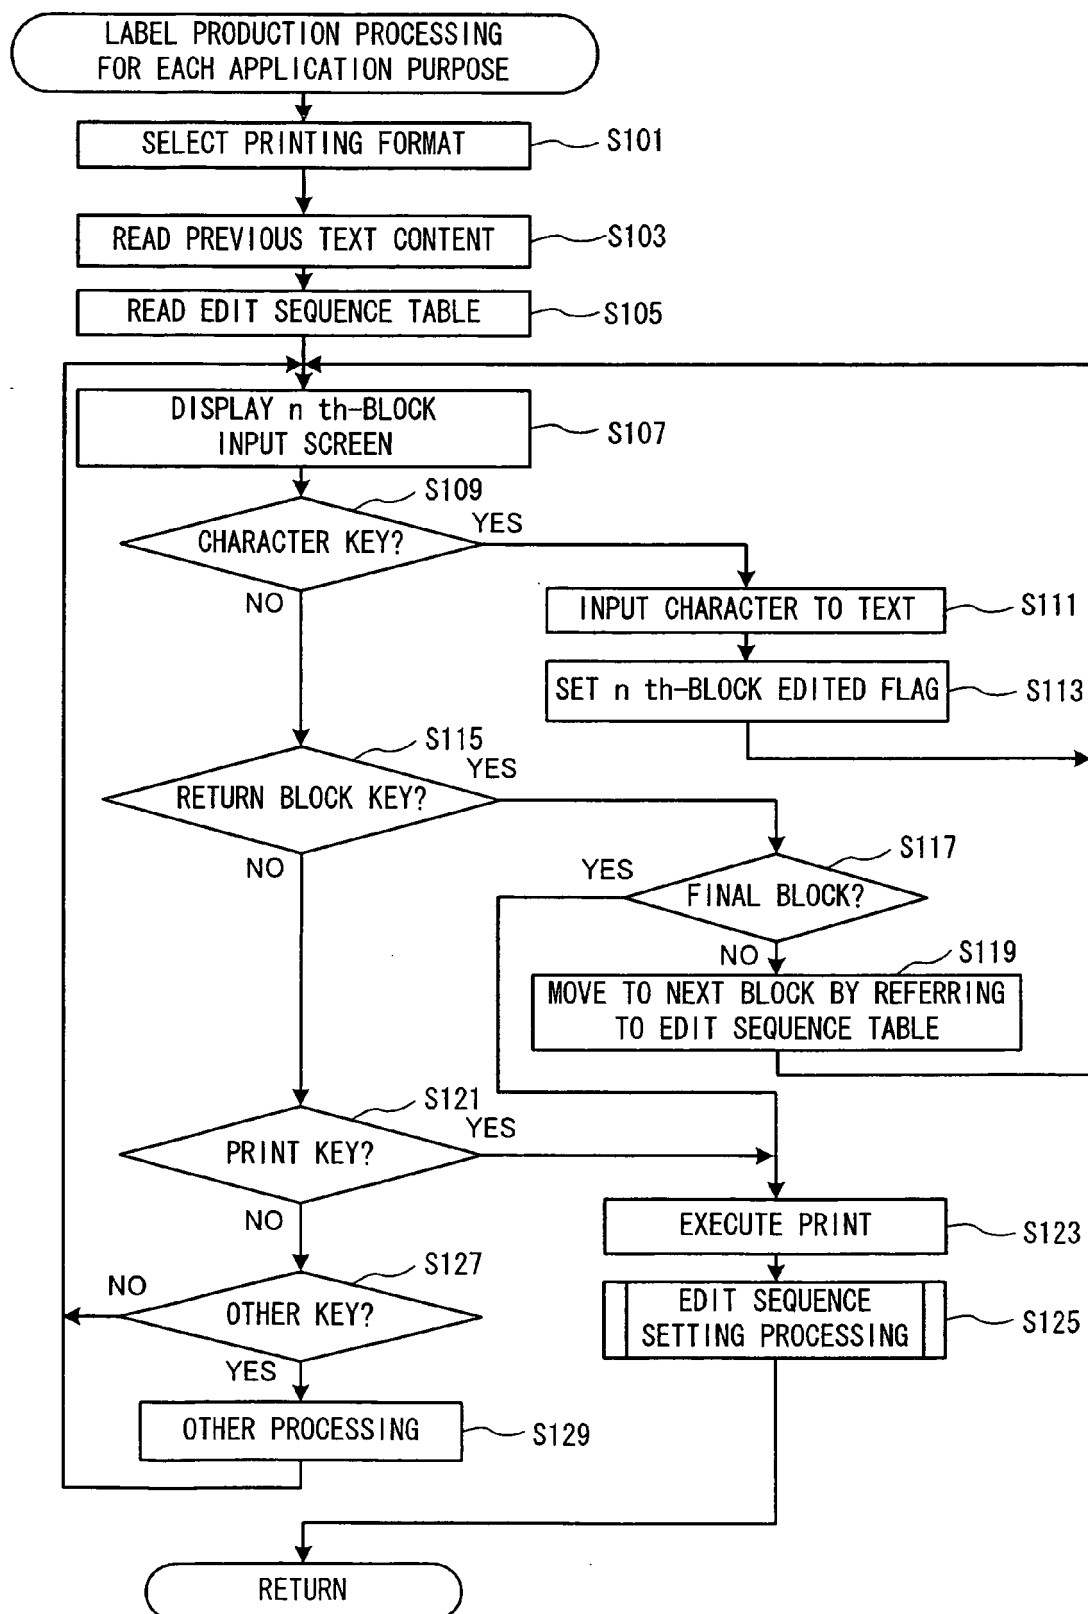 LABEL PRODUCTION PROCESSING
FOR EACH APPLICATION PURPOSE
SELECT PRINTING FORMAT
S101
READ PREVIOUS TEXT CONTENT
S103
READ EDIT SEQUENCE TABLE
S105
DISPLAY n th-BLOCK
INPUT SCREEN
S107
S109
CHARACTER KEY?
YES
NO
INPUT CHARACTER TO TEXT
S111
SET n th-BLOCK EDITED FLAG
S113
S115
RETURN BLOCK KEY?
YES
NO
S117
YES
FINAL BLOCK?
NO
S119
MOVE TO NEXT BLOCK BY REFERRING
TO EDIT SEQUENCE TABLE
S121
PRINT KEY?
YES
NO
EXECUTE PRINT
S123
S127
NO
OTHER KEY?
YES
EDIT SEQUENCE
SETTING PROCESSING
S125
OTHER PROCESSING
S129
RETURN